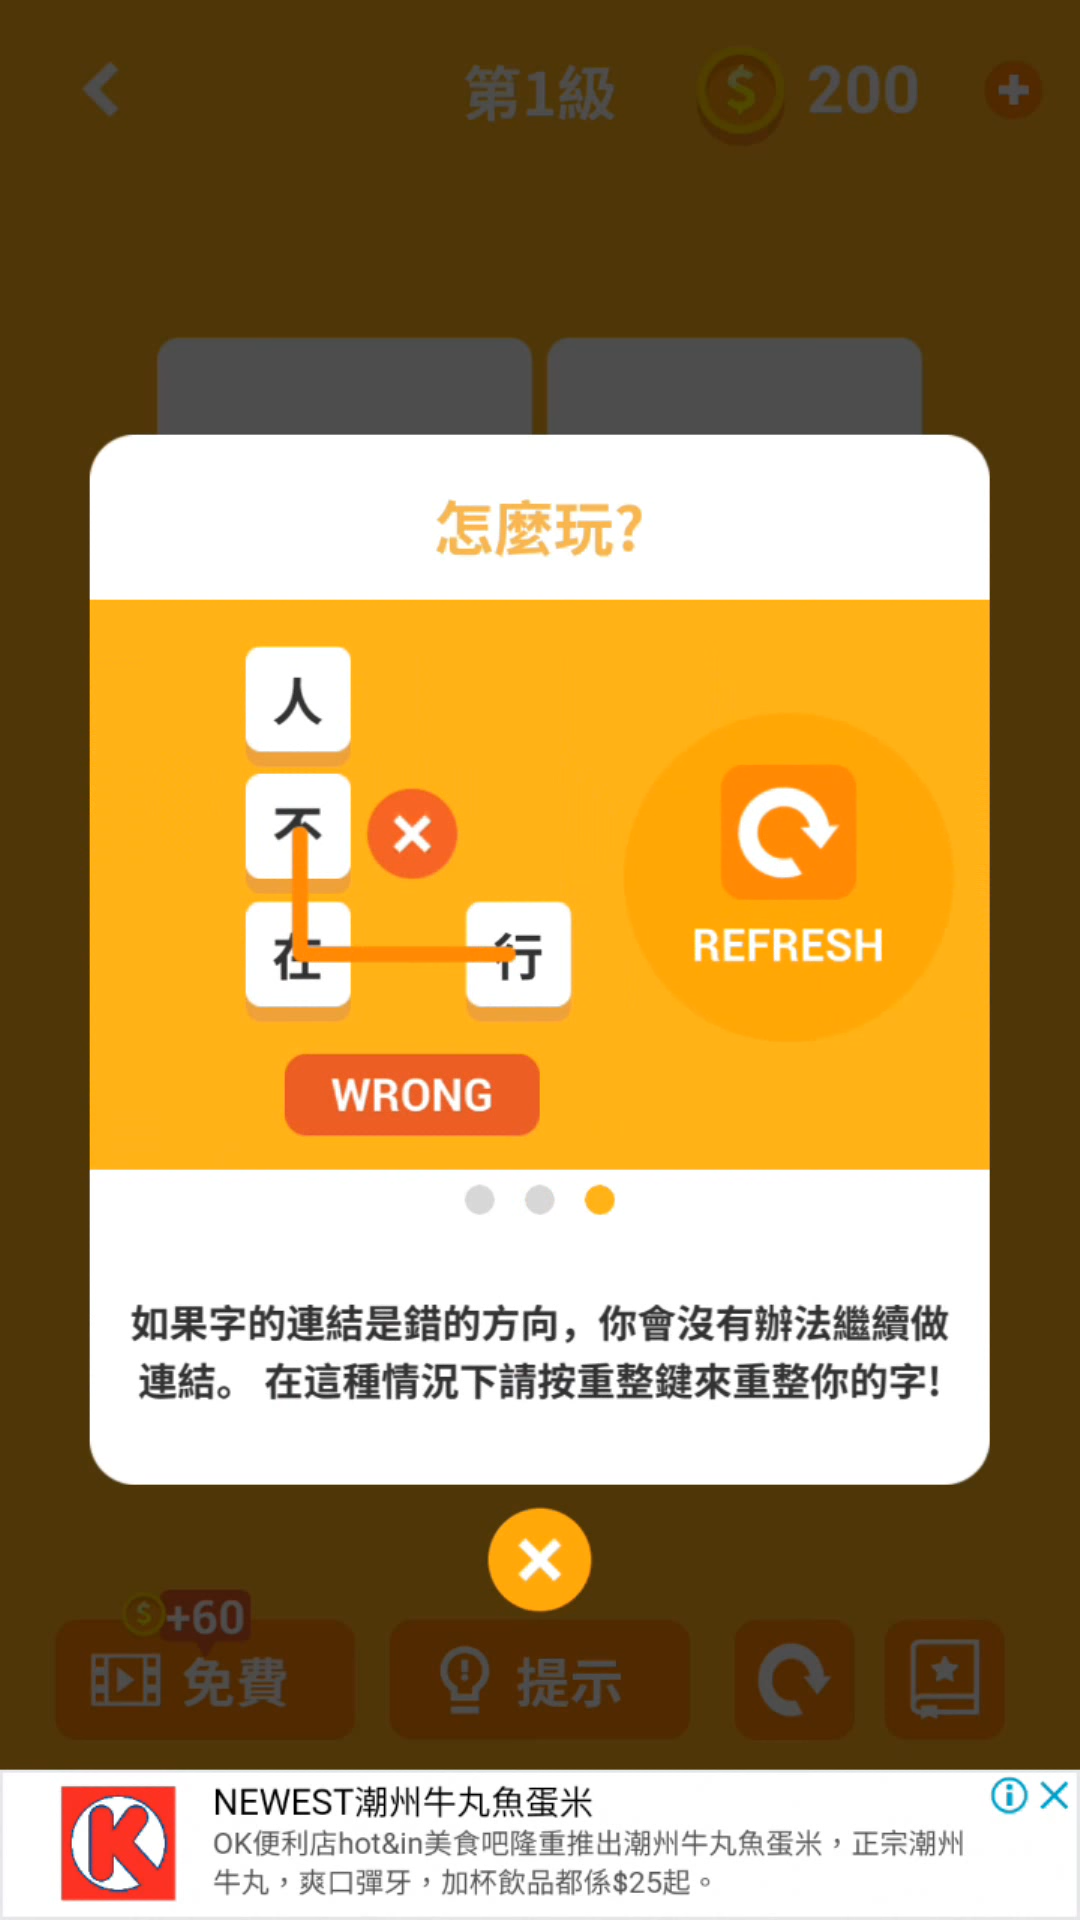 第1級
$ 200
怎麼玩?
人
不
在 行
REFRESH
WRONG
如果字的連結是錯的方向，你會沒有辦法繼續做
連結。 在這種情況下請按重整鍵來重整你的字!
$ +60
免費
提示
NEWEST潮州牛丸魚蛋米
OK便利店hot&in美食吧隆重推出潮州牛丸魚蛋米，正宗潮州
牛丸，爽口彈牙，加杯飲品都係$25起。
K